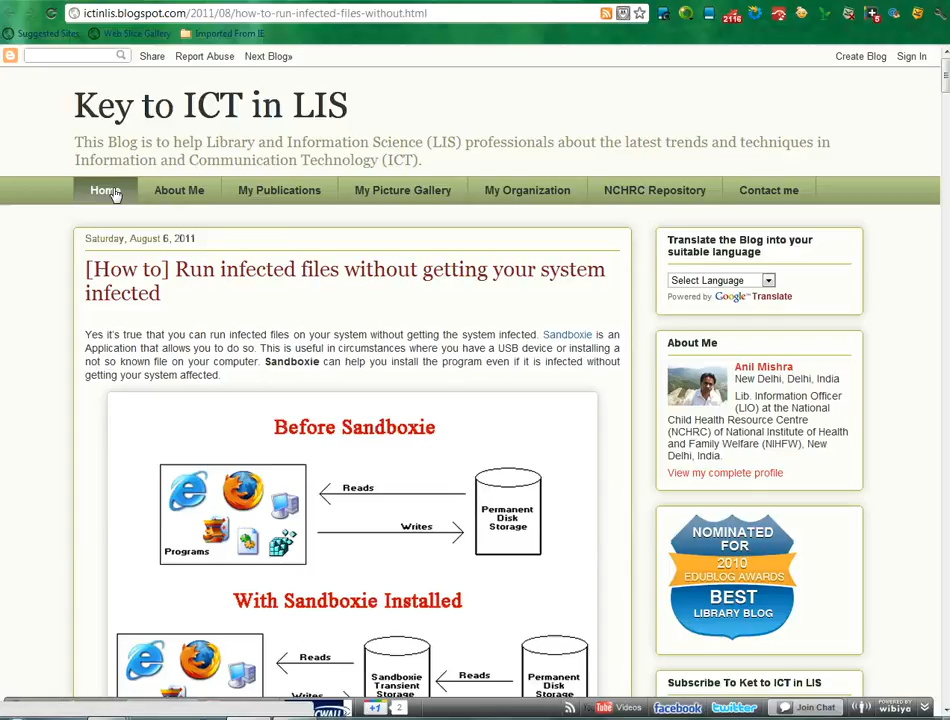 ictinlis.blogspot.com/2011/08/how-to-run-infected-files-without.html
2116
5
Suggested Sites Web Slice Gallery Imported From IE
Share Report Abuse Next Blog» Create Blog Sign In
Key to ICT in LIS
This Blog is to help Library and Information Science (LIS) professionals about the latest trends and techniques in
Information and Communication Technology (ICT).
Home About Me My Publications My Picture Gallery My Organization NCHRC Repository Contact me
Saturday, August 6, 2011
[How to] Run infected files without getting your system
infected
Yes it's true that you can run infected files on your system without getting the system infected. Sandboxie is an
Application that allows you to do so. This is useful in circumstances where you have a USB device or installing a
not so known file on your computer. Sandboxie can help you install the program even if it is infected without
getting your system affected.
Before Sandboxie
Reads
Writes
Programs
Permanent
Disk
Storage
With Sandboxie Installed
Reads
Writes
Sandboxie
Transient
Storage
Reads
Permanent
Disk
Storage
Translate the Blog into your
suitable language
Select Language
Powered by Google™ Translate
About Me
Anil Mishra
New Delhi, Delhi, India
Lib. Information Officer
(LIO) at the National
Child Health Resource Centre
(NCHRC) of National Institute of Health
and Family Welfare (NIHFW), New
Delhi, India.
View my complete profile
NOMINATED
FOR
2010
EDUBLOG AWARDS
BEST
LIBRARY BLOG
Subscribe To Ket to ICT in LIS
+1 2 YouTube Videos facebook twitter Join Chat POWERED BY wibiya